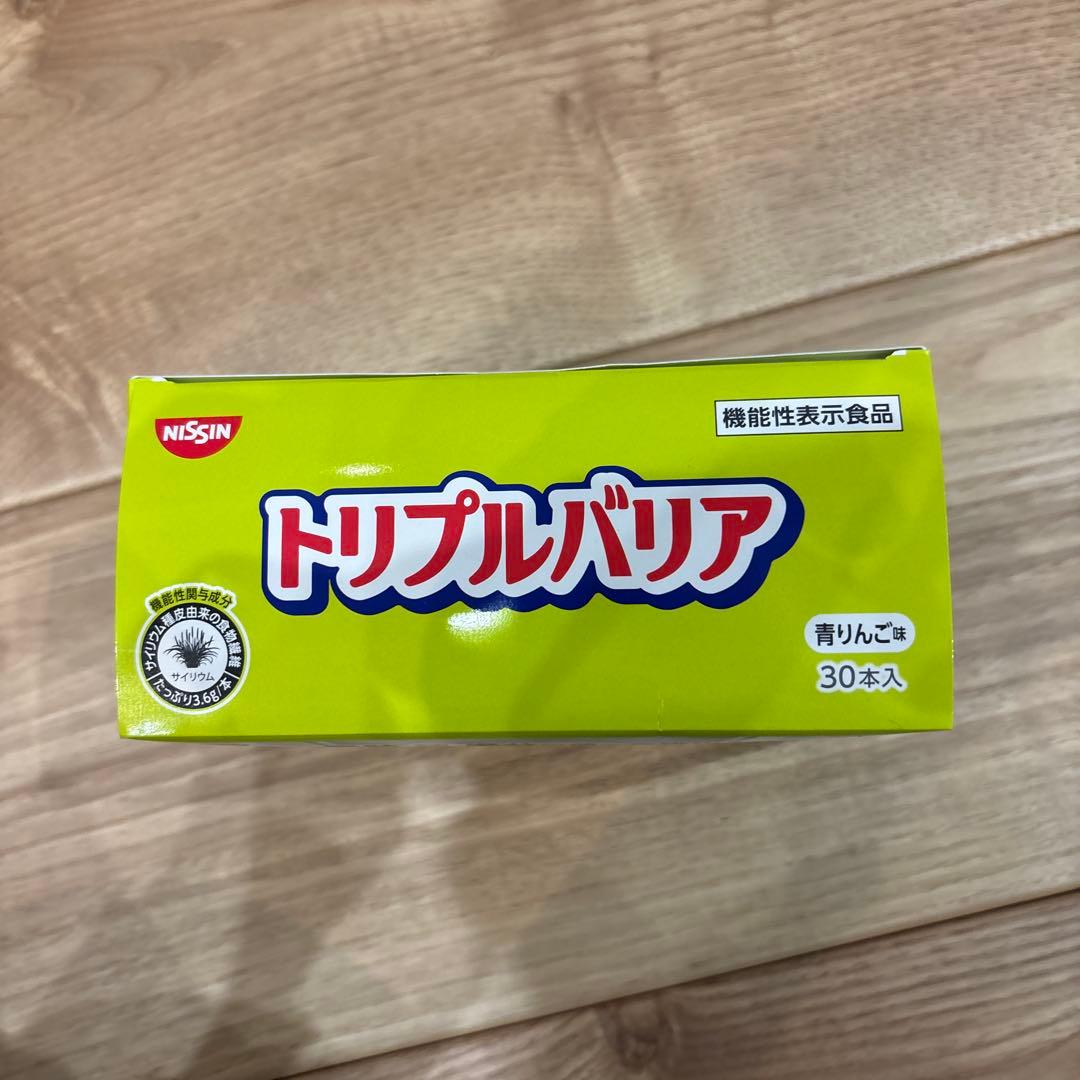 NISSIN
機能性表示食品
トリプルバリア
機能性関与成分
サイリウム種皮由来の食物繊維
サイリウム
たっぷり3.6g/本
青りんご味
30本入